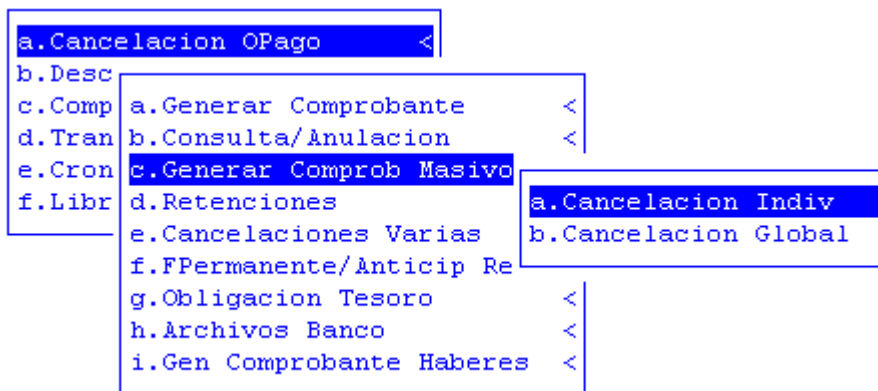 a.Cancelacion OPago <
b.Desc
c.Comp
d.Tran
e.Cron
f.Libr
a.Generar Comprobante <
b.Consulta/Anulacion <
c.Generar Comprob Masivo
d.Retenciones
e.Cancelaciones Varias
f.FPermanente/Anticip Re
g.Obligacion Tesoro <
h.Archivos Banco <
i.Gen Comprobante Haberes <
a.Cancelacion Indiv
b.Cancelacion Global